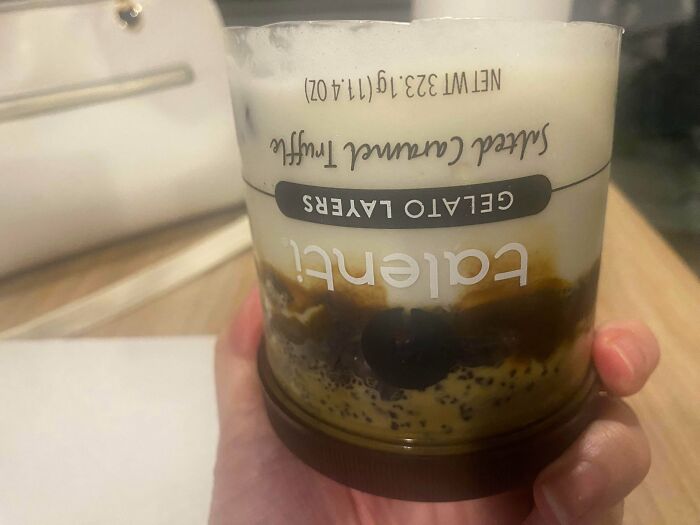 talenti.
GELATO LAYERS
Salted Caramel Truffle
NET WT 323.1g (11.4 OZ)